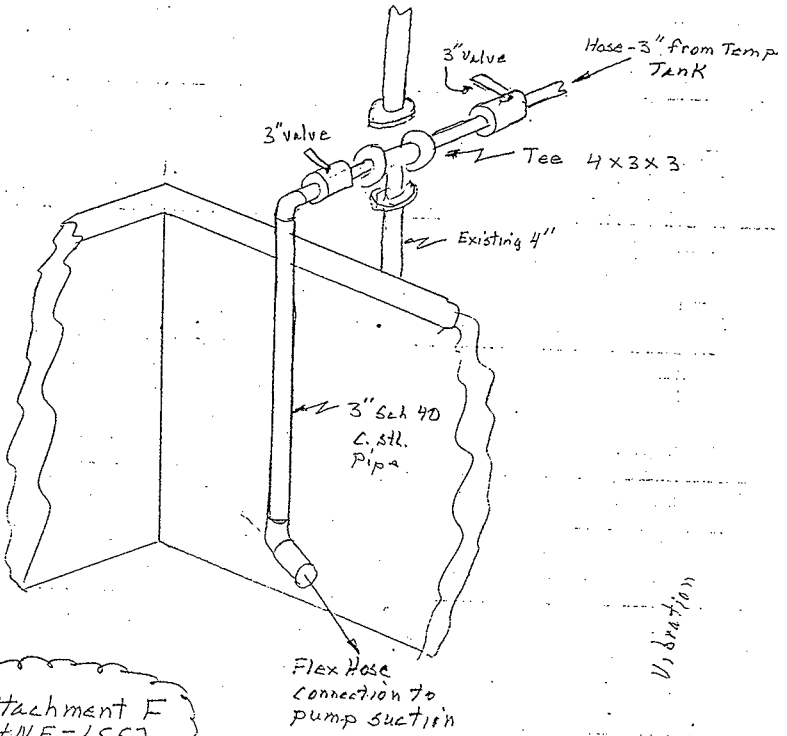 3" valve
Hose-3" from Temp
Tank
3" valve
Tee 4x3x3
Existing 4"
3" Sch 40
C. stl.
pipe
Flex Hose
connection to
pump suction
Vibration
ttachment F